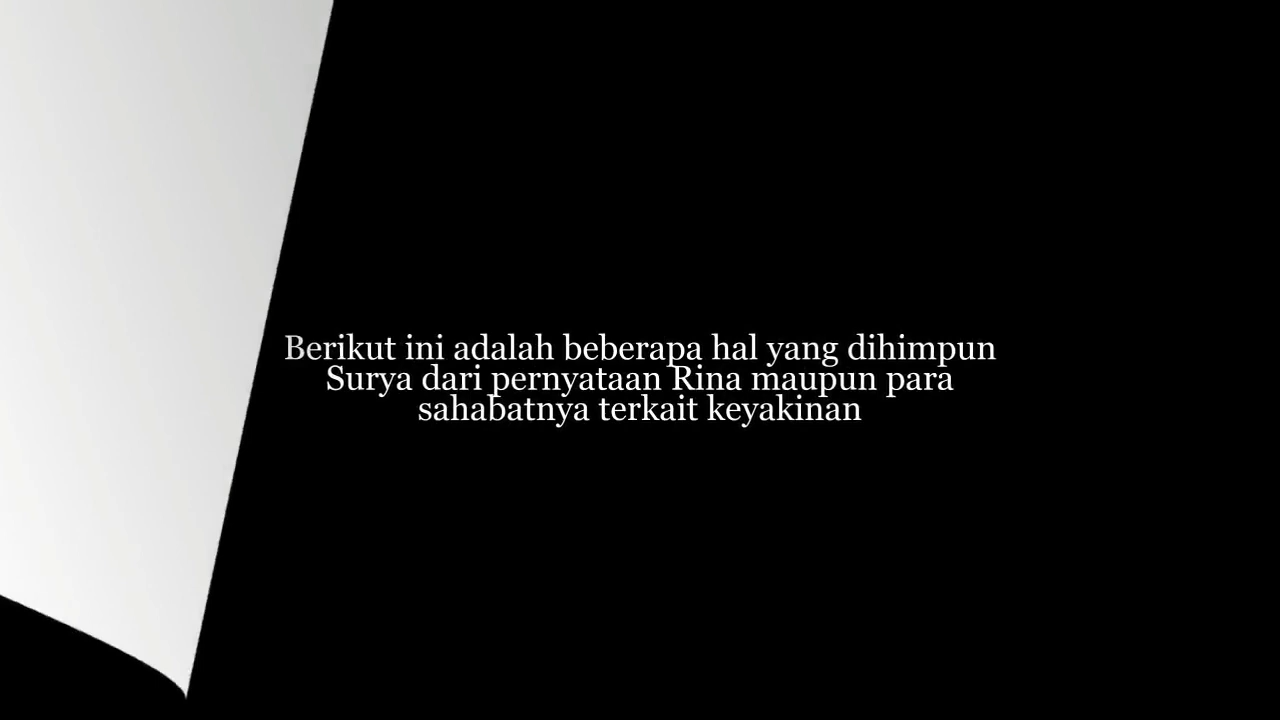 Berikut ini adalah beberapa hal yang dihimpun
Surya dari pernyataan Rina maupun para
sahabatnya terkait keyakinan